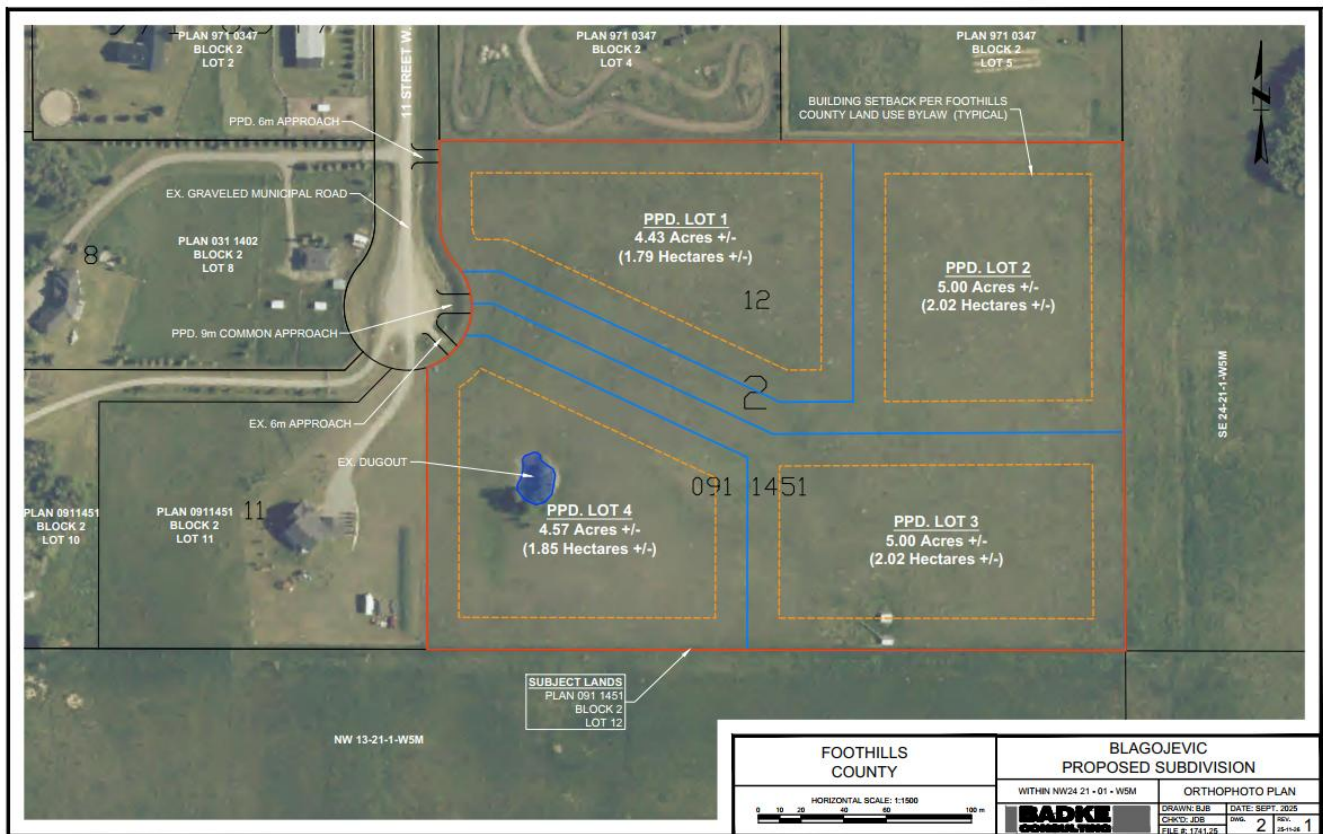 PLAN 971 0347
BLOCK 2
LOT 2
11 STREET W.
PLAN 971 0347
BLOCK 2
LOT 4
PLAN 971 0347
BLOCK 2
LOT 5
N
BUILDING SETBACK PER FOOTHILLS
COUNTY LAND USE BYLAW (TYPICAL)
PPD. 6m APPROACH
EX. GRAVELED MUNICIPAL ROAD
PLAN 031 1402
BLOCK 2
LOT 8
8
PPD. LOT 1
4.43 Acres +/-
(1.79 Hectares +/-)
12
PPD. LOT 2
5.00 Acres +/-
(2.02 Hectares +/-)
PPD. 9m COMMON APPROACH
2
SE 24-21-1-W5M
EX. 6m APPROACH
EX. DUGOUT
091 1451
PLAN 0911451
BLOCK 2
LOT 10
PLAN 0911451
BLOCK 2
LOT 11
11
PPD. LOT 4
4.57 Acres +/-
(1.85 Hectares +/-)
PPD. LOT 3
5.00 Acres +/-
(2.02 Hectares +/-)
SUBJECT LANDS
PLAN 091 1451
BLOCK 2
LOT 12
NW 13-21-1-W5M
FOOTHILLS
COUNTY
HORIZONTAL SCALE: 1:1500
0 10 20 40 60 100 m
BLAGOJEVIC
PROPOSED SUBDIVISION
WITHIN NW24 21 - 01 - W5M
ORTHOPHOTO PLAN
BADKE
CONSULTING
DRAWN: BJB
DATE: SEPT. 2025
CHK'D: JDB
DWG. 2
REV. 1
25-11-26
FILE #: 1741.25